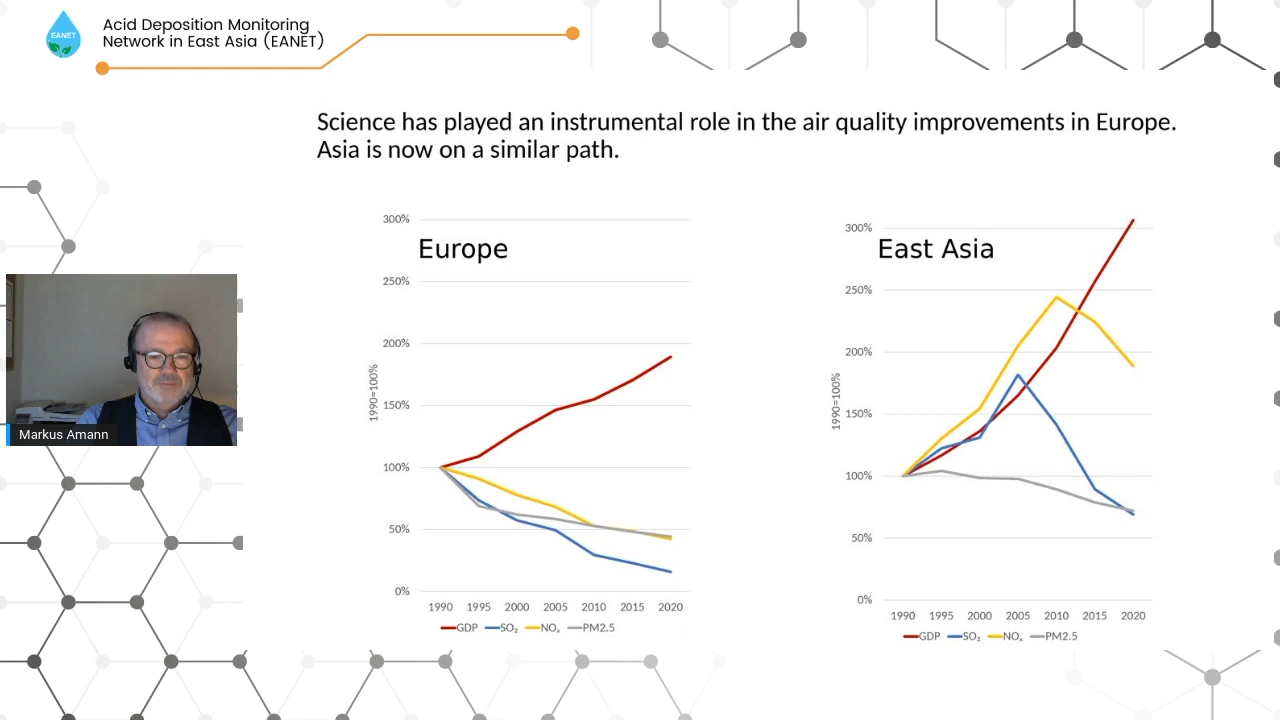 EANET
Acid Deposition Monitoring
Network in East Asia (EANET)
Science has played an instrumental role in the air quality improvements in Europe.
Asia is now on a similar path.
Europe
1990=100%
300%
250%
200%
150%
100%
50%
0%
1990 1995 2000 2005 2010 2015 2020
GDP SO₂ NOₓ PM2.5
East Asia
1990=100%
300%
250%
200%
150%
100%
50%
0%
1990 1995 2000 2005 2010 2015 2020
GDP SO₂ NOₓ PM2.5
Markus Amann